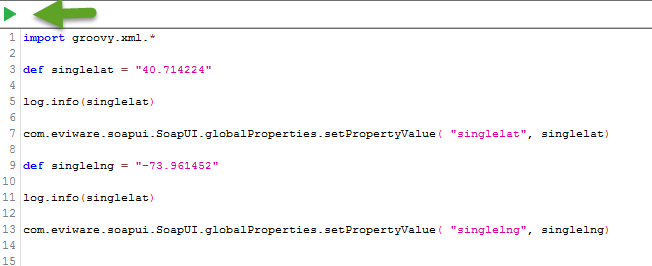 1 import groovy.xml.*
2
3 def singlelat = "40.714224"
4
5 log.info(singlelat)
6
7 com.eviware.soapui.SoapUI.globalProperties.setPropertyValue( "singlelat", singlelat)
8
9 def singlelng = "-73.961452"
10
11 log.info(singlelat)
12
13 com.eviware.soapui.SoapUI.globalProperties.setPropertyValue( "singlelng", singlelng)
14
15